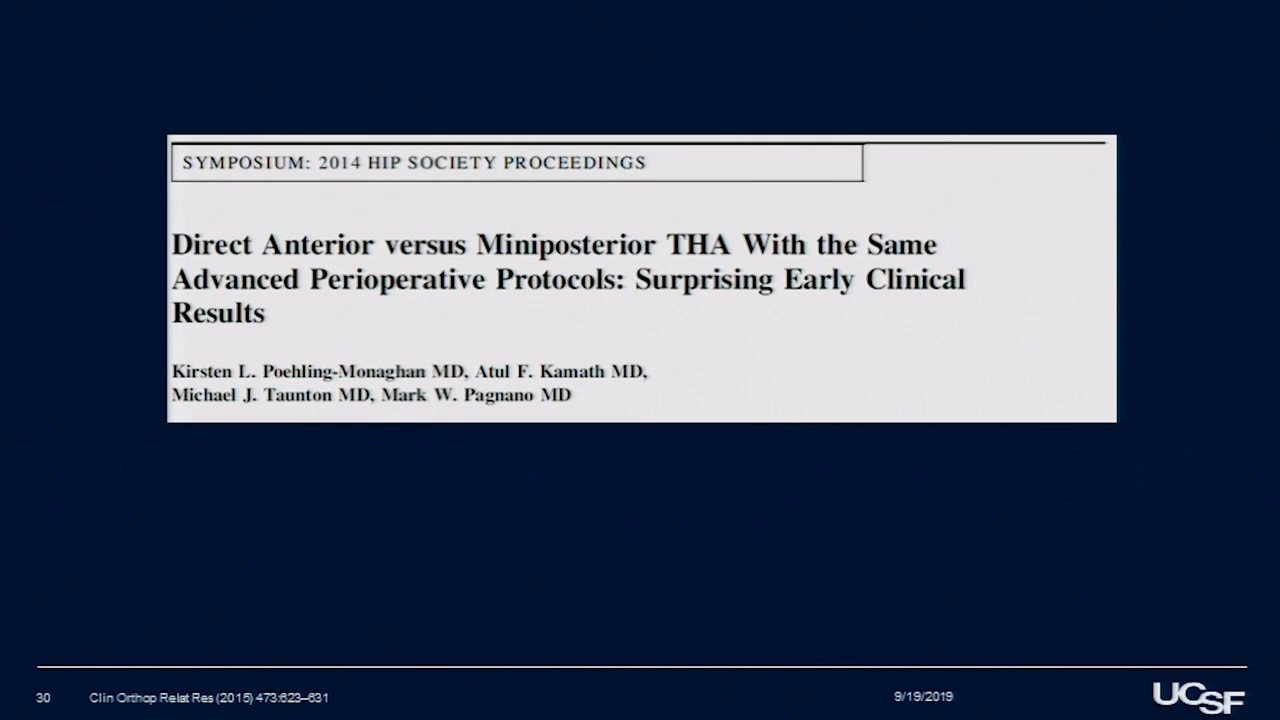 SYMPOSIUM: 2014 HIP SOCIETY PROCEEDINGS
Direct Anterior versus Miniposterior THA With the Same
Advanced Perioperative Protocols: Surprising Early Clinical
Results
Kirsten L. Poehling-Monaghan MD, Atul F. Kamath MD,
Michael J. Taunton MD, Mark W. Pagnano MD
30 Clin Orthop Relat Res (2015) 473:623–631 9/19/2019 UCSF